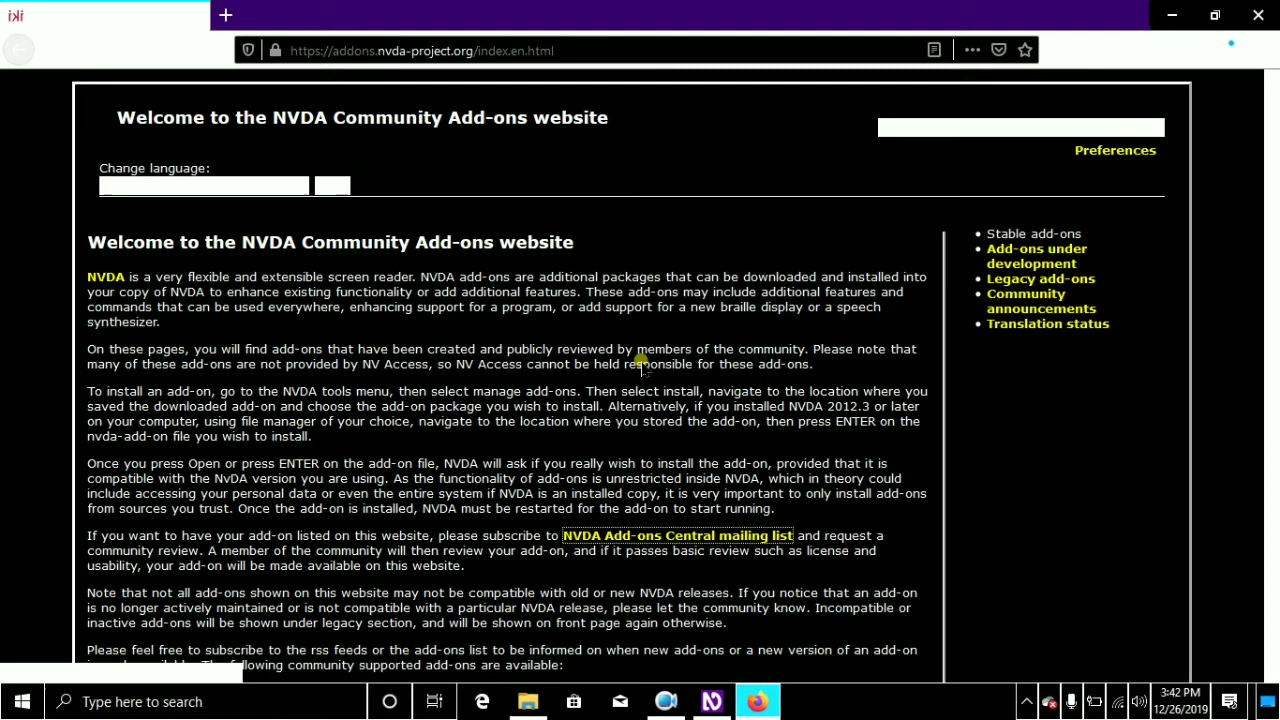 iki
https://addons.nvda-project.org/index.en.html
Welcome to the NVDA Community Add-ons website
Preferences
Change language:
Welcome to the NVDA Community Add-ons website
NVDA is a very flexible and extensible screen reader. NVDA add-ons are additional packages that can be downloaded and installed into
your copy of NVDA to enhance existing functionality or add additional features. These add-ons may include additional features and
commands that can be used everywhere, enhancing support for a program, or add support for a new braille display or a speech
synthesizer.
On these pages, you will find add-ons that have been created and publicly reviewed by members of the community. Please note that
many of these add-ons are not provided by NV Access, so NV Access cannot be held responsible for these add-ons.
To install an add-on, go to the NVDA tools menu, then select manage add-ons. Then select install, navigate to the location where you
saved the downloaded add-on and choose the add-on package you wish to install. Alternatively, if you installed NVDA 2012.3 or later
on your computer, using file manager of your choice, navigate to the location where you stored the add-on, then press ENTER on the
nvda-add-on file you wish to install.
Once you press Open or press ENTER on the add-on file, NVDA will ask if you really wish to install the add-on, provided that it is
compatible with the NvDA version you are using. As the functionality of add-ons is unrestricted inside NVDA, which in theory could
include accessing your personal data or even the entire system if NVDA is an installed copy, it is very important to only install add-ons
from sources you trust. Once the add-on is installed, NVDA must be restarted for the add-on to start running.
If you want to have your add-on listed on this website, please subscribe to NVDA Add-ons Central mailing list and request a
community review. A member of the community will then review your add-on, and if it passes basic review such as license and
usability, your add-on will be made available on this website.
Note that not all add-ons shown on this website may not be compatible with old or new NVDA releases. If you notice that an add-on
is no longer actively maintained or is not compatible with a particular NVDA release, please let the community know. Incompatible or
inactive add-ons will be shown under legacy section, and will be shown on front page again otherwise.
Please feel free to subscribe to the rss feeds or the add-ons list to be informed on when new add-ons or a new version of an add-on
following community supported add-ons are available:
Stable add-ons
Add-ons under
development
Legacy add-ons
Community
announcements
Translation status
Type here to search
3:42 PM
12/26/2019